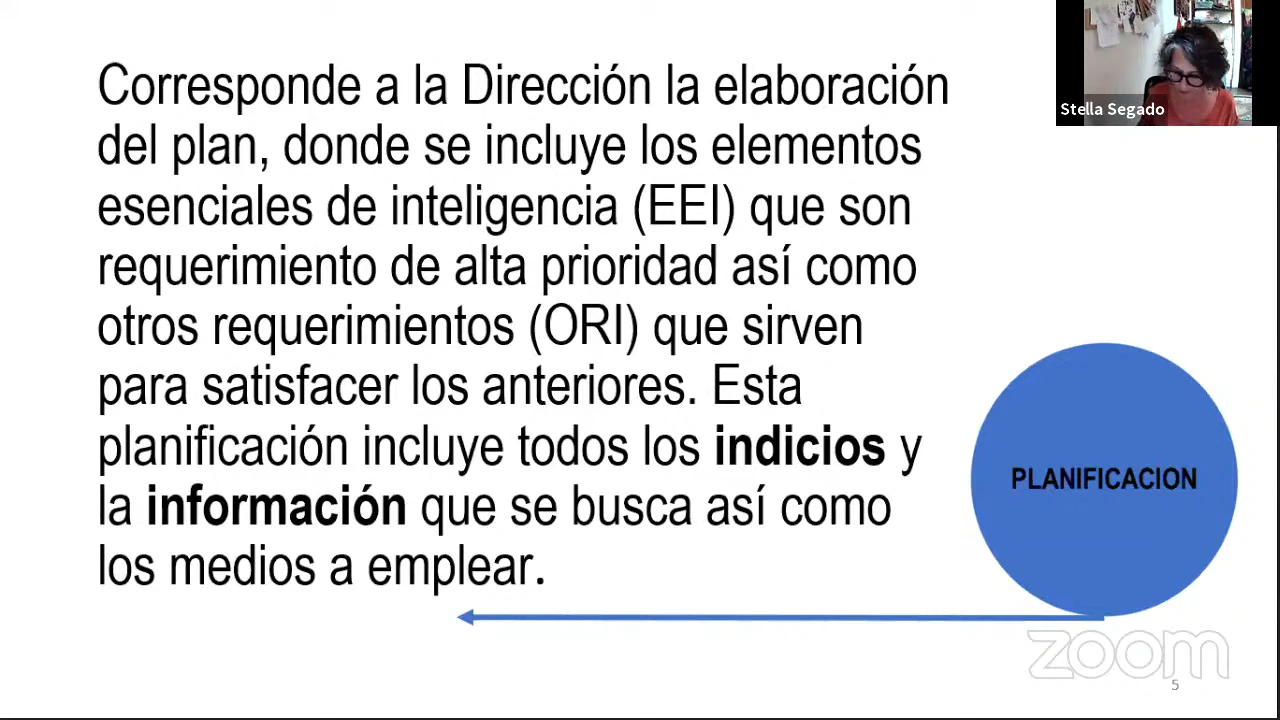 Corresponde a la Dirección la elaboración
del plan, donde se incluye los elementos
esenciales de inteligencia (EEI) que son
requerimiento de alta prioridad así como
otros requerimientos (ORI) que sirven
para satisfacer los anteriores. Esta
planificación incluye todos los indicios y
la información que se busca así como
los medios a emplear.
PLANIFICACION
Stella Segado
zoom
5